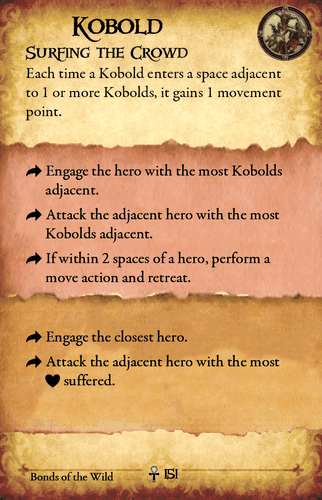 Kobold
Surfing the Crowd
Each time a Kobold enters a space adjacent
to 1 or more Kobolds, it gains 1 movement
point.
Engage the hero with the most Kobolds
adjacent.
Attack the adjacent hero with the most
Kobolds adjacent.
If within 2 spaces of a hero, perform a
move action and retreat.
Engage the closest hero.
Attack the adjacent hero with the most
♥ suffered.
Bonds of the Wild ☥ 151